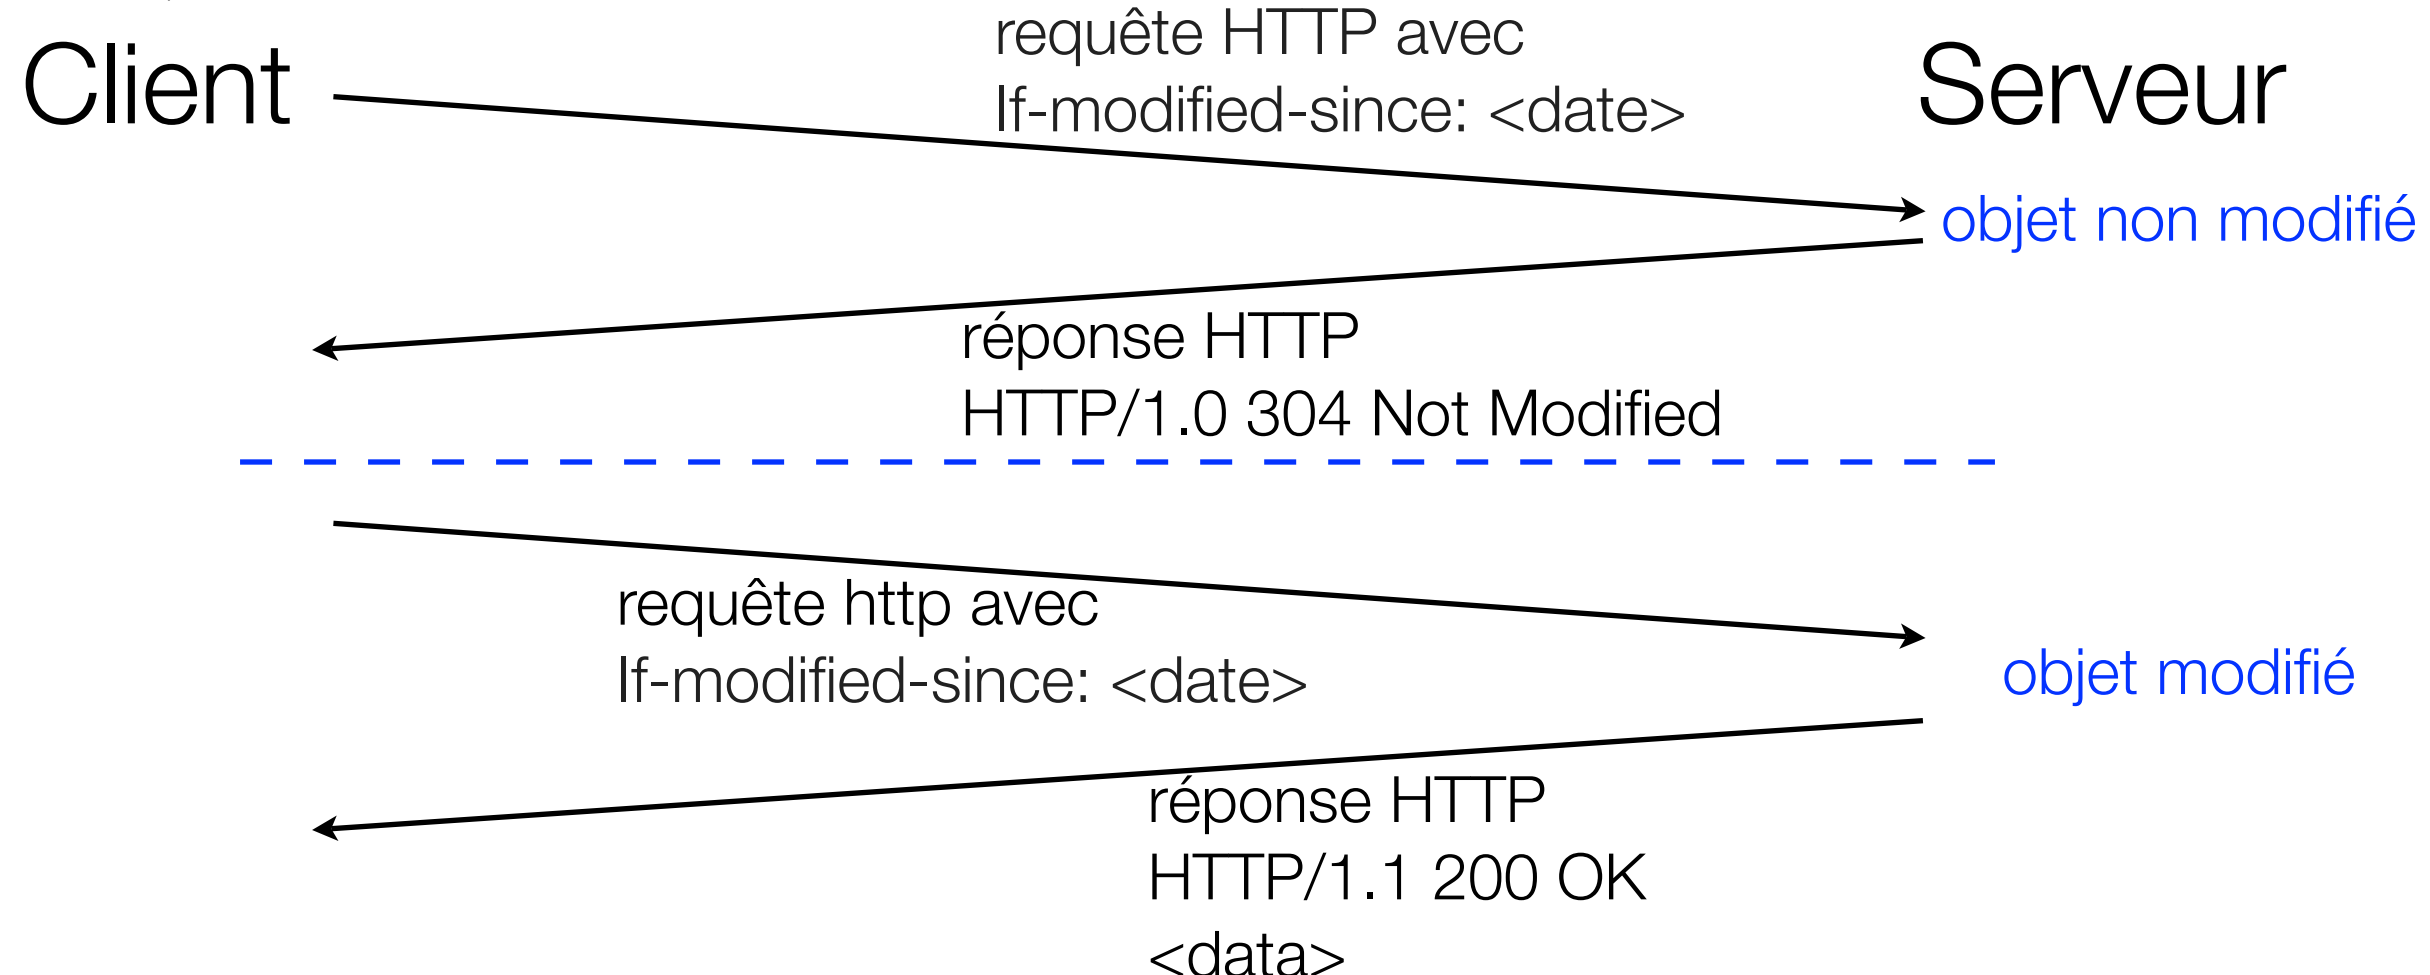 Client
requête HTTP avec
If-modified-since: <date>
Serveur
objet non modifié
réponse HTTP
HTTP/1.0 304 Not Modified
requête http avec
If-modified-since: <date>
objet modifié
réponse HTTP
HTTP/1.1 200 OK
<data>